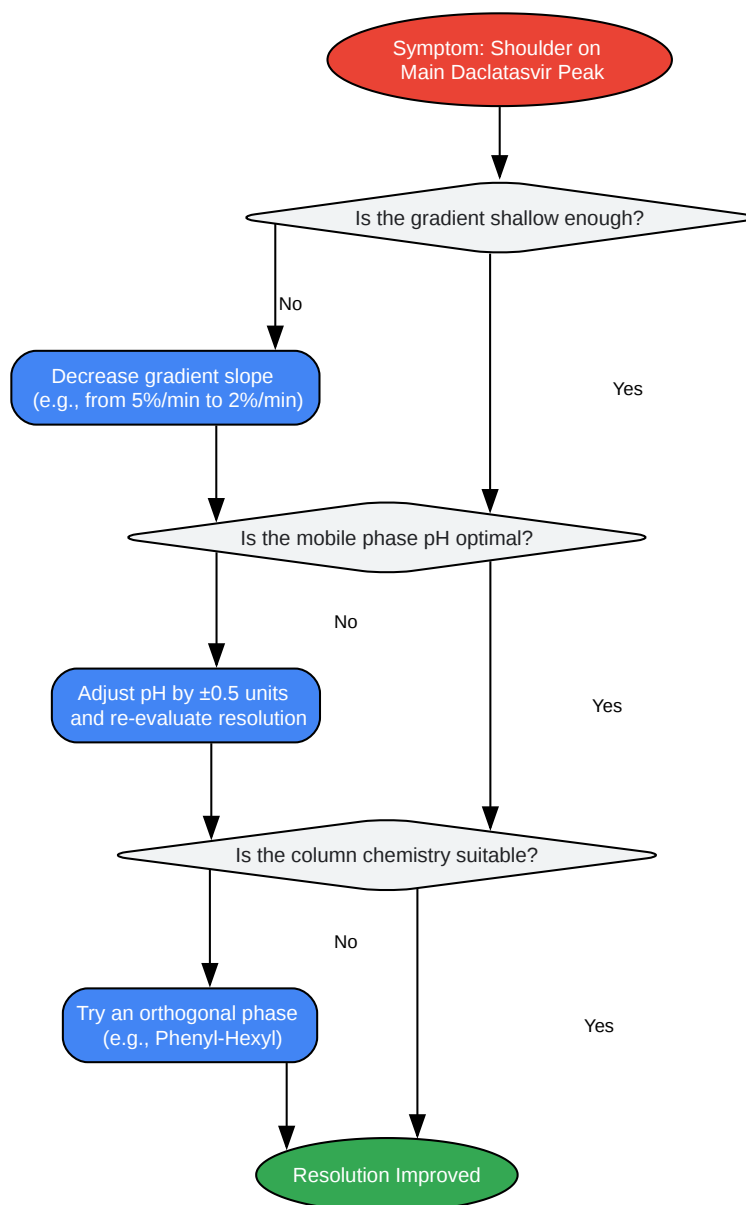 Symptom: Shoulder on
Main Daclatasvir Peak
Is the gradient shallow enough?
No
Decrease gradient slope
(e.g., from 5%/min to 2%/min)
Yes
Is the mobile phase pH optimal?
No
Adjust pH by ±0.5 units
and re-evaluate resolution
Yes
Is the column chemistry suitable?
No
Try an orthogonal phase
(e.g., Phenyl-Hexyl)
Yes
Resolution Improved